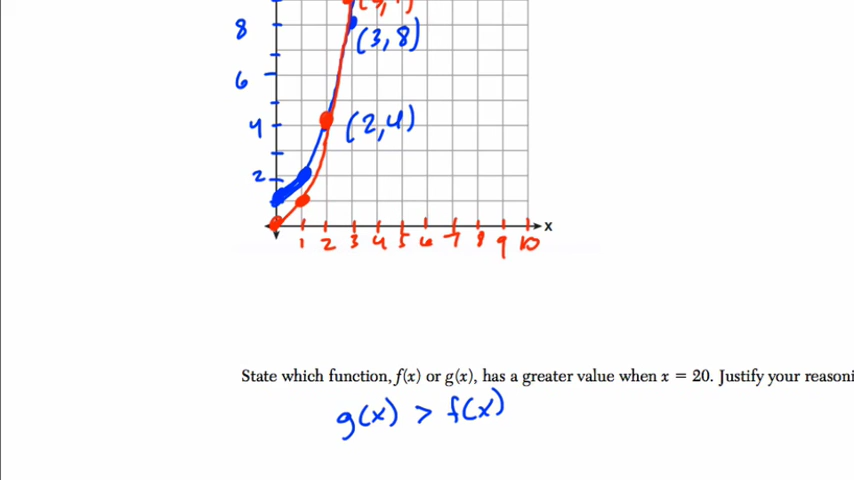 8
(3,8)
6
4
(2,4)
2
x
1 2 3 4 5 6 7 8 9 10
State which function, f(x) or g(x), has a greater value when x = 20. Justify your
g(x) > f(x)